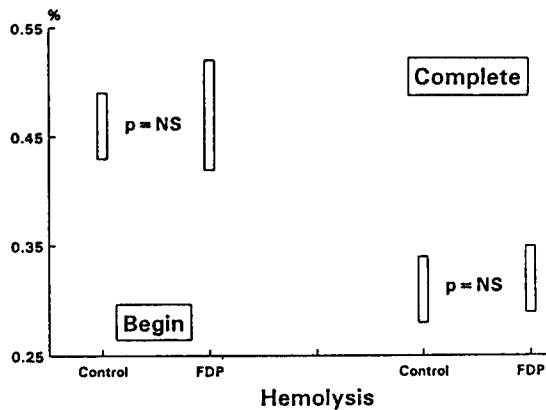 %
0.55
Complete
p = NS
0.45
0.35
p = NS
Begin
0.25
Control FDP Control FDP
Hemolysis